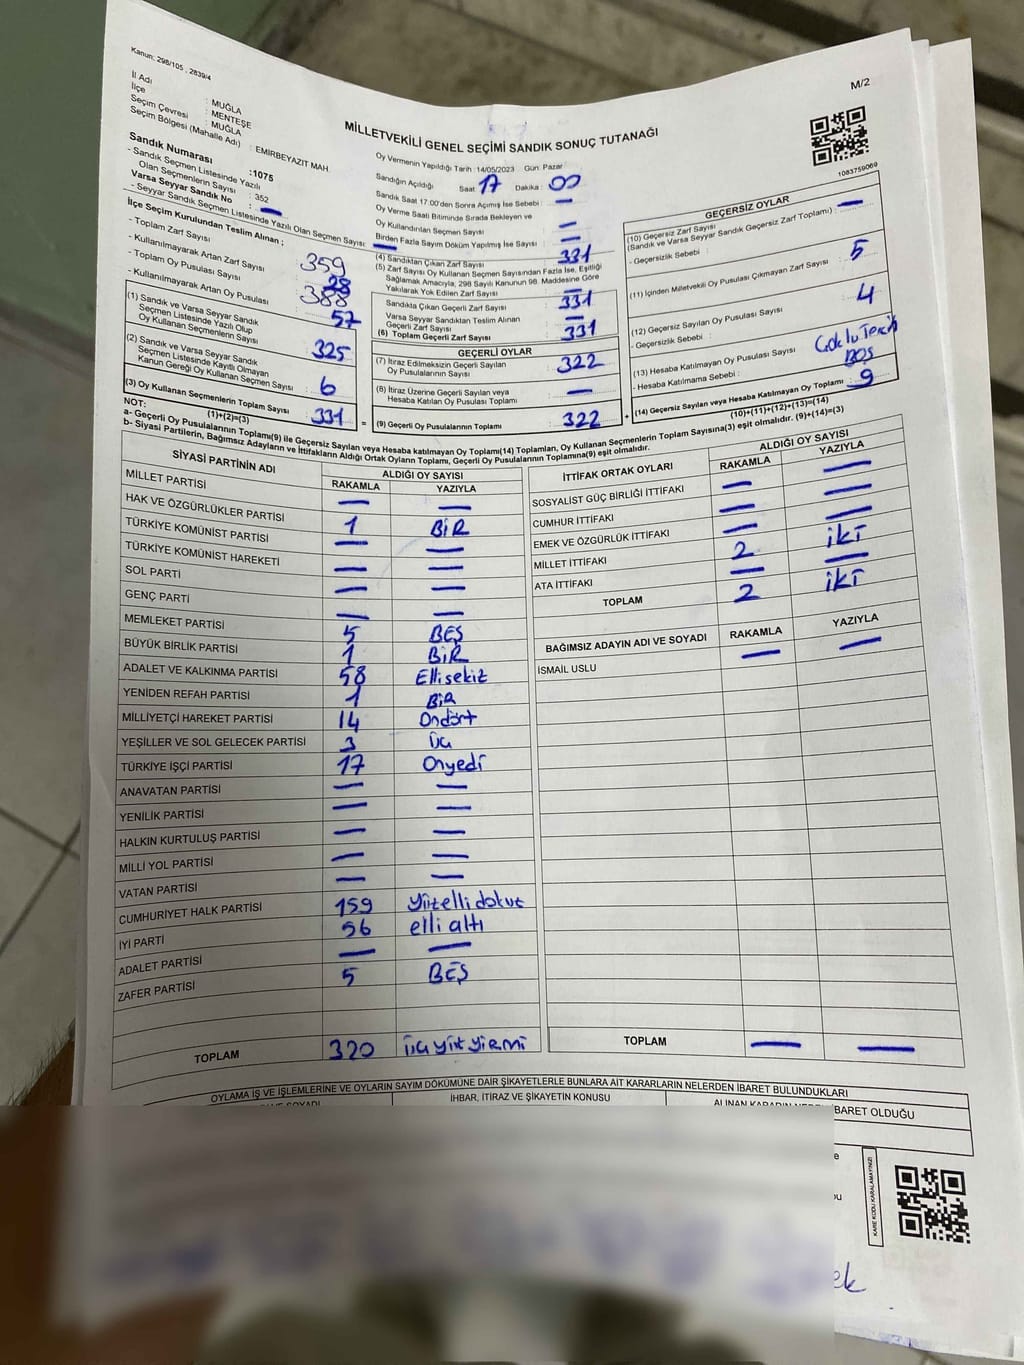 Kanun: 298/105 , 2839/4
M/2
İl Adı : MUĞLA
İlçe : MENTEŞE
Seçim Çevresi : MUĞLA
Seçim Bölgesi (Mahalle Adı) : EMİRBEYAZIT MAH.
MİLLETVEKİLİ GENEL SEÇİMİ SANDIK SONUÇ TUTANAĞI
1083759069
Sandık Numarası :1075
- Sandık Seçmen Listesinde Yazılı
Olan Seçmenlerin Sayısı : 352
Varsa Seyyar Sandık No : —
- Seyyar Sandık Seçmen Listesinde Yazılı Olan Seçmen Sayısı: —
İlçe Seçim Kurulundan Teslim Alınan ;
- Toplam Zarf Sayısı : 359
- Kullanılmayarak Artan Zarf Sayısı : 28
- Toplam Oy Pusulası Sayısı : 388
- Kullanılmayarak Artan Oy Pusulası : 57
(1) Sandık ve Varsa Seyyar Sandık
Seçmen Listesinde Yazılı Olup
Oy Kullanan Seçmenlerin Sayısı : 325
(2) Sandık ve Varsa Seyyar Sandık
Seçmen Listesinde Kayıtlı Olmayan
Kanun Gereği Oy Kullanan Seçmen Sayısı : 6
(3) Oy Kullanan Seçmenlerin Toplam Sayısı : 331
(1)+(2)=(3)
Oy Vermenin Yapıldığı Tarih :14/05/2023 Gün: Pazar
Sandığın Açıldığı Saat : 17 Dakika : 00
Sandık Saat 17:00'den Sonra Açımış İse Sebebi : —
Oy Verme Saati Bitiminde Sırada Bekleyen ve
Oy Kullandırılan Seçmen Sayısı : —
Birden Fazla Sayım Döküm Yapılmış İse Sayısı : —
(4) Sandıktan Çıkan Zarf Sayısı : 331
(5) Zarf Sayısı Oy Kullanan Seçmen Sayısından Fazla İse, Eşitliği
Sağlamak Amacıyla; 298 Sayılı Kanunun 98. Maddesine Göre
Yakılarak Yok Edilen Zarf Sayısı : —
Sandıkta Çıkan Geçerli Zarf Sayısı : 331
Varsa Seyyar Sandıktan Teslim Alınan
Geçerli Zarf Sayısı : —
(6) Toplam Geçerli Zarf Sayısı : 331
GEÇERLİ OYLAR
(7) İtiraz Edilmeksizin Geçerli Sayılan
Oy Pusulalarının Sayısı : 322
(8) İtiraz Üzerine Geçerli Sayılan veya
Hesaba Katılan Oy Pusulası Toplamı : —
= (9) Geçerli Oy Pusulalarının Toplamı : 322 +
GEÇERSİZ OYLAR
(10) Geçersiz Zarf Sayısı
(Sandık ve Varsa Seyyar Sandık Geçersiz Zarf Toplamı) : —
- Geçersizlik Sebebi :
(11) İçinden Milletvekili Oy Pusulası Çıkmayan Zarf Sayısı : 5
(12) Geçersiz Sayılan Oy Pusulası Sayısı : 4
- Geçersizlik Sebebi :
(13) Hesaba Katılmayan Oy Pusulası Sayısı :
Çoklu Tercih
- Hesaba Katılmama Sebebi : BOŞ
(14) Geçersiz Sayılan veya Hesaba Katılmayan Oy Toplamı : 9
(10)+(11)+(12)+(13)=(14)
NOT:
a- Geçerli Oy Pusulalarının Toplamı(9) ile Geçersiz Sayılan veya Hesaba Katılmayan Oy Toplamı(14) Toplamları, Oy Kullanan Seçmenlerin Toplam Sayısına(3) eşit olmalıdır. (9)+(14)=(3)
b- Siyasi Partilerin, Bağımsız Adayların ve İttifakların Aldığı Ortak Oyların Toplamı, Geçerli Oy Pusulalarının Toplamına(9) eşit olmalıdır.
SİYASİ PARTİNİN ADI ALDIĞI OY SAYISI
RAKAMLA YAZIYLA
MİLLET PARTİSİ — —
HAK VE ÖZGÜRLÜKLER PARTİSİ 1 BİR
TÜRKİYE KOMÜNİST PARTİSİ — —
TÜRKİYE KOMÜNİST HAREKETİ — —
SOL PARTİ — —
GENÇ PARTİ — —
MEMLEKET PARTİSİ 5 BEŞ
BÜYÜK BİRLİK PARTİSİ 1 BİR
ADALET VE KALKINMA PARTİSİ 58 Ellisekiz
YENİDEN REFAH PARTİSİ 1 BİR
MİLLİYETÇİ HAREKET PARTİSİ 14 Ondört
YEŞİLLER VE SOL GELECEK PARTİSİ 3 Üç
TÜRKİYE İŞÇİ PARTİSİ 17 Onyedi
ANAVATAN PARTİSİ — —
YENİLİK PARTİSİ — —
HALKIN KURTULUŞ PARTİSİ — —
MİLLİ YOL PARTİSİ — —
VATAN PARTİSİ — —
CUMHURİYET HALK PARTİSİ 159 yüzelli dokuz
İYİ PARTİ 56 elli altı
ADALET PARTİSİ — —
ZAFER PARTİSİ 5 BEŞ
TOPLAM 320 üçyüzyirmi
İTTİFAK ORTAK OYLARI ALDIĞI OY SAYISI
RAKAMLA YAZIYLA
SOSYALİST GÜÇ BİRLİĞİ İTTİFAKI — —
CUMHUR İTTİFAKI — —
EMEK VE ÖZGÜRLÜK İTTİFAKI — —
MİLLET İTTİFAKI 2 iki
ATA İTTİFAKI — —
TOPLAM 2 iki
BAĞIMSIZ ADAYIN ADI VE SOYADI RAKAMLA YAZIYLA
İSMAİL USLU — —
TOPLAM — —
OYLAMA İŞ VE İŞLEMLERİNE VE OYLARIN SAYIM DÖKÜMÜNE DAİR ŞİKAYETLERLE BUNLARA AİT KARARLARIN NELERDEN İBARET BULUNDUKLARI
İHBAR, İTİRAZ VE ŞİKAYETİN KONUSU
BARET OLDUĞU
KARE KODU KARALAMAYINIZ!